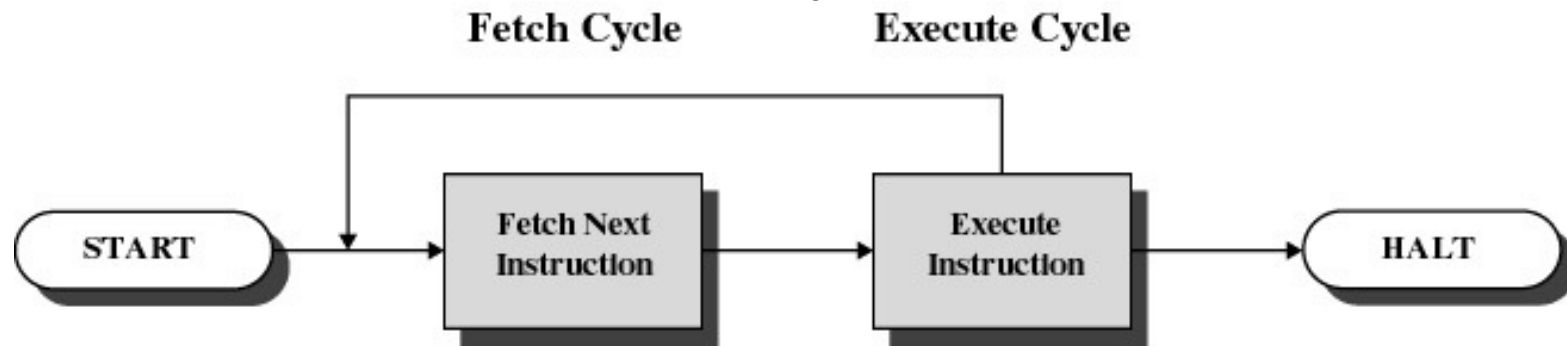 Fetch Cycle
Execute Cycle
START
Fetch Next
Instruction
Execute
Instruction
HALT